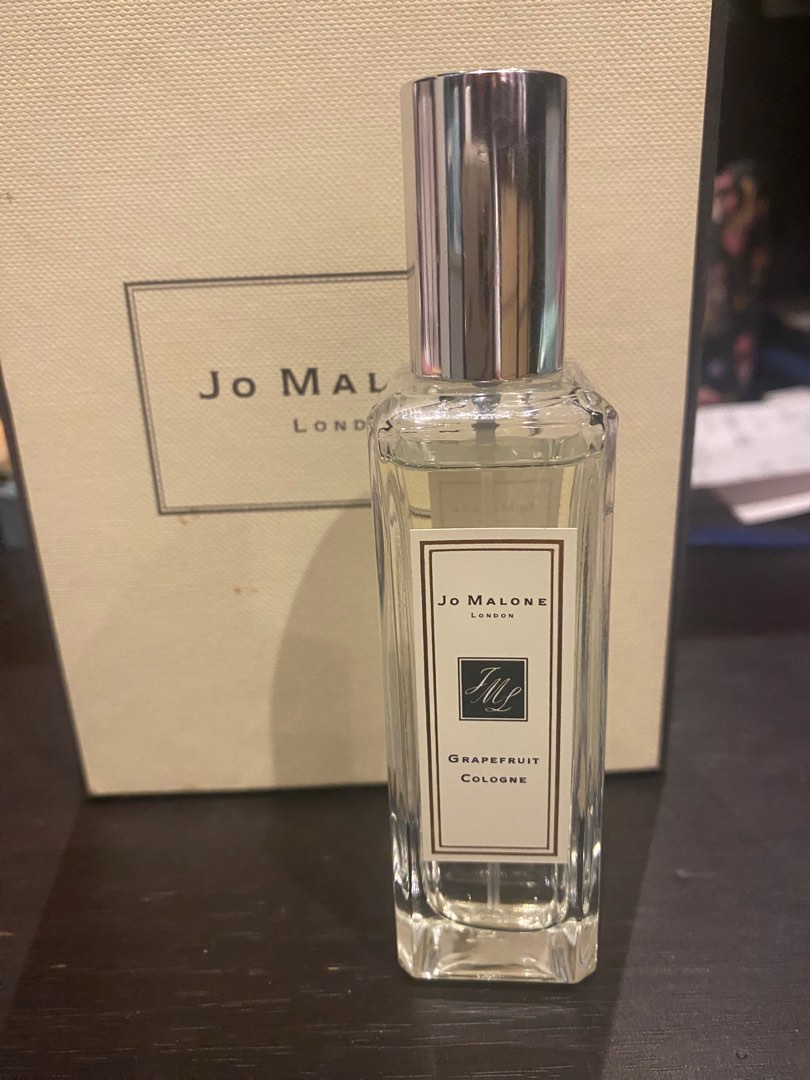 Jo Mal
Lond
Jo Malone
London
JML
Grapefruit
Cologne